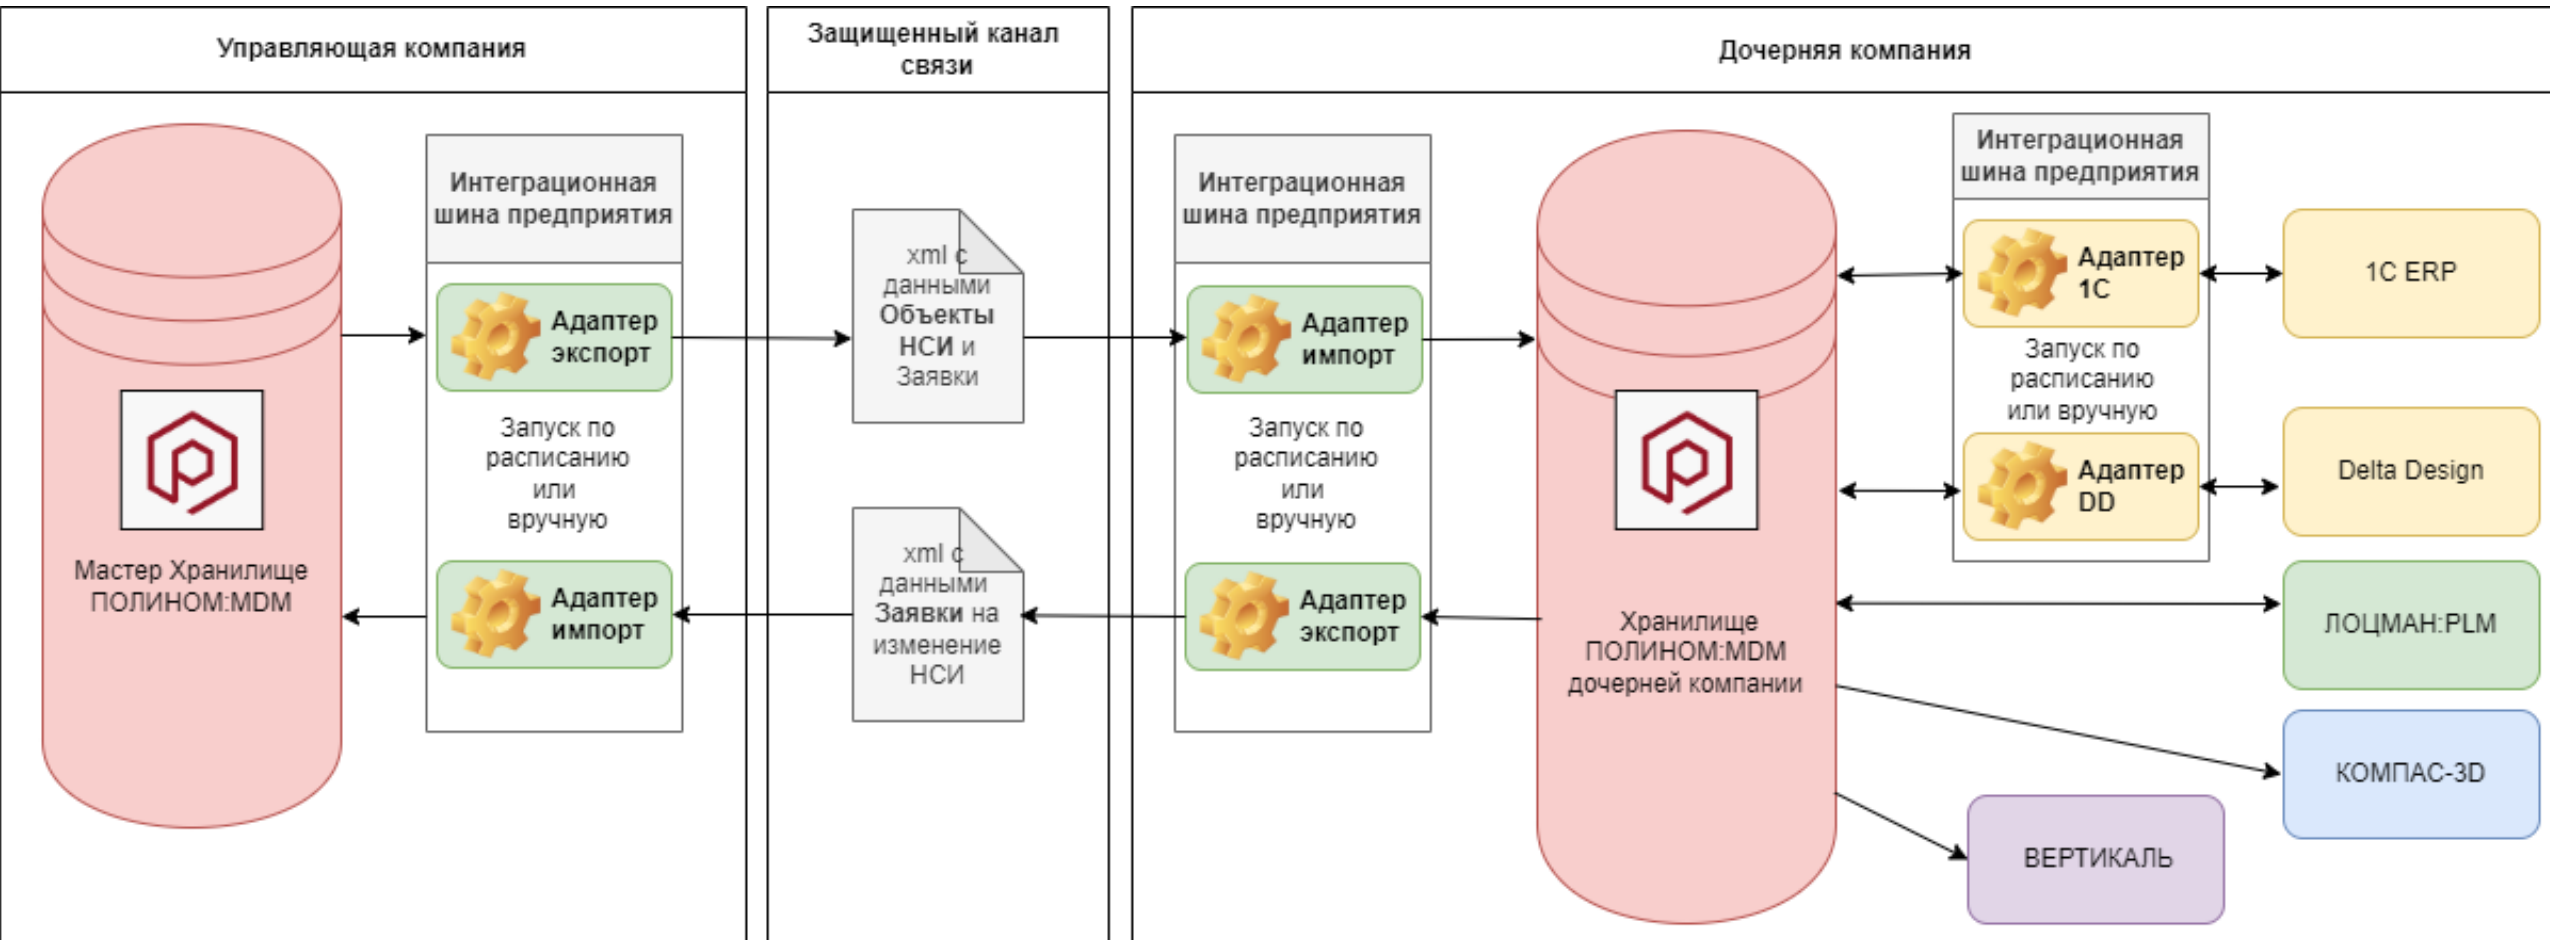 Управляющая компания
Защищенный канал
связи
Дочерняя компания
Мастер Хранилище
ПОЛИНОМ:MDM
Интеграционная
шина предприятия
Адаптер
экспорт
Запуск по
расписанию
или
вручную
Адаптер
импорт
xml с
данными
Объекты
НСИ и
Заявки
xml с
данными
Заявки на
изменение
НСИ
Интеграционная
шина предприятия
Адаптер
импорт
Запуск по
расписанию
или
вручную
Адаптер
экспорт
Хранилище
ПОЛИНОМ:MDM
дочерней компании
Интеграционная
шина предприятия
Адаптер
1С
Запуск по
расписанию
или вручную
Адаптер
DD
1С ERP
Delta Design
ЛОЦМАН:PLM
КОМПАС-3D
ВЕРТИКАЛЬ